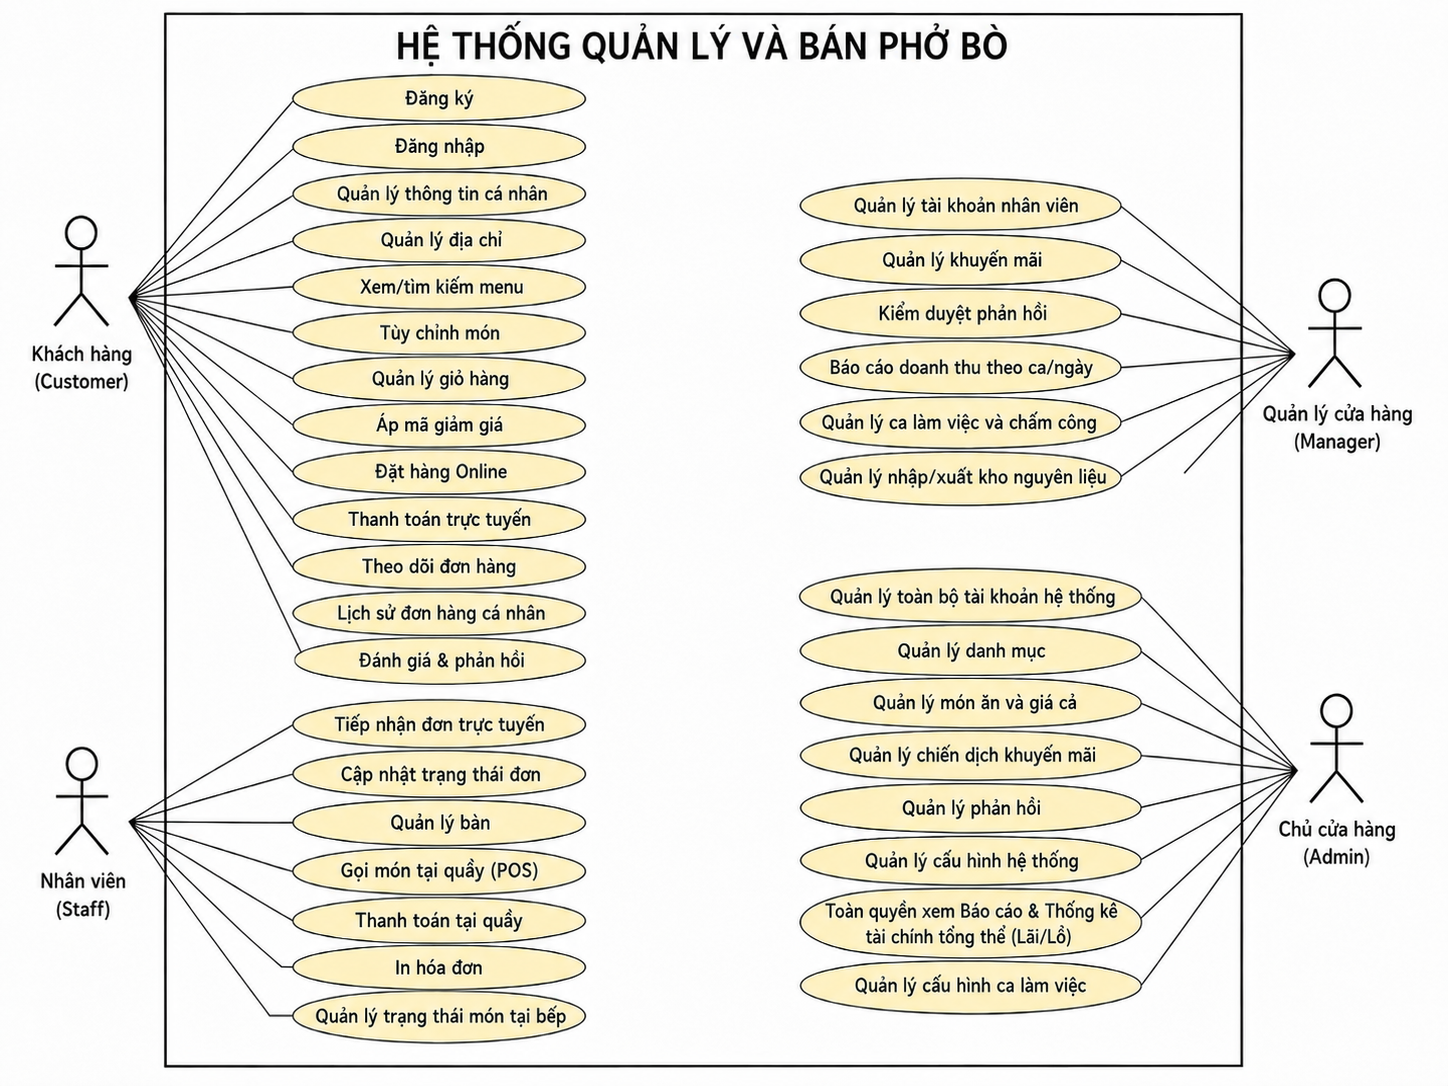 HỆ THỐNG QUẢN LÝ VÀ BÁN PHỞ BÒ
Đăng ký
Đăng nhập
Quản lý thông tin cá nhân
Quản lý địa chỉ
Xem/tìm kiếm menu
Tùy chỉnh món
Quản lý giỏ hàng
Áp mã giảm giá
Đặt hàng Online
Thanh toán trực tuyến
Theo dõi đơn hàng
Lịch sử đơn hàng cá nhân
Đánh giá & phản hồi
Khách hàng
(Customer)
Tiếp nhận đơn trực tuyến
Cập nhật trạng thái đơn
Quản lý bàn
Gọi món tại quầy (POS)
Thanh toán tại quầy
In hóa đơn
Quản lý trạng thái món tại bếp
Nhân viên
(Staff)
Quản lý tài khoản nhân viên
Quản lý khuyến mãi
Kiểm duyệt phản hồi
Báo cáo doanh thu theo ca/ngày
Quản lý ca làm việc và chấm công
Quản lý nhập/xuất kho nguyên liệu
Quản lý cửa hàng
(Manager)
Quản lý toàn bộ tài khoản hệ thống
Quản lý danh mục
Quản lý món ăn và giá cả
Quản lý chiến dịch khuyến mãi
Quản lý phản hồi
Quản lý cấu hình hệ thống
Toàn quyền xem Báo cáo & Thống kê
tài chính tổng thể (Lãi/Lỗ)
Quản lý cấu hình ca làm việc
Chủ cửa hàng
(Admin)